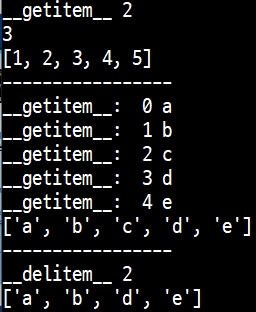 __getitem__ 2
3
[1, 2, 3, 4, 5]
-----------------
__getitem__:  0 a
__getitem__:  1 b
__getitem__:  2 c
__getitem__:  3 d
__getitem__:  4 e
['a', 'b', 'c', 'd', 'e']
-----------------
__delitem__ 2
['a', 'b', 'd', 'e']